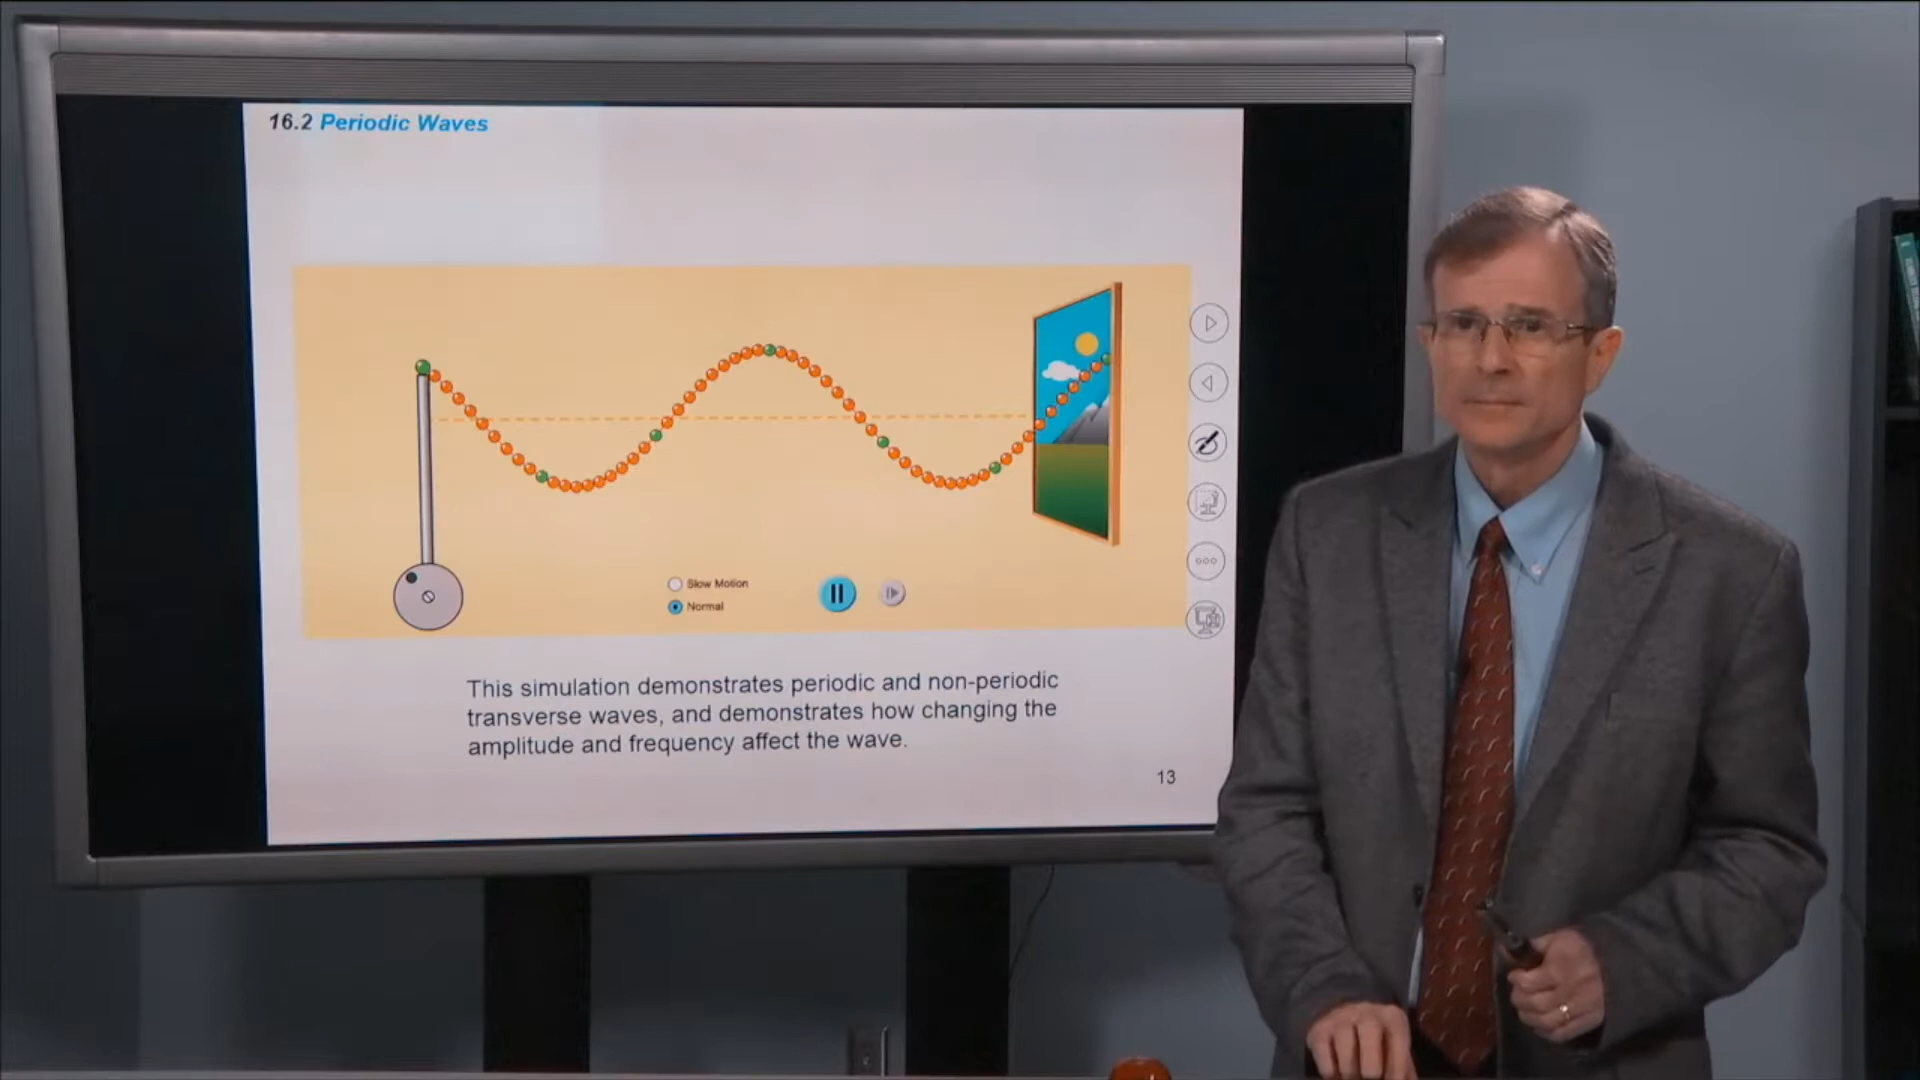 16.2 Periodic Waves
Slow Motion
Normal
This simulation demonstrates periodic and non-periodic
transverse waves, and demonstrates how changing the
amplitude and frequency affect the wave.
13